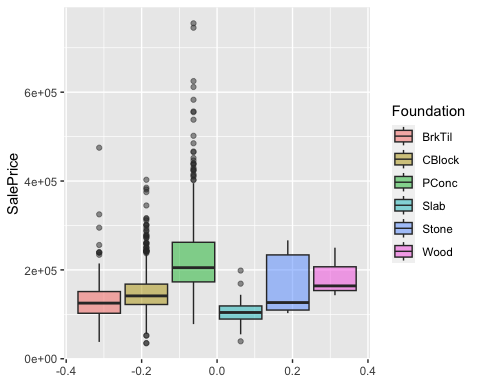 SalePrice
6e+05
4e+05
2e+05
0e+00
-0.4 -0.2 0.0 0.2 0.4
Foundation
BrkTil
CBlock
PConc
Slab
Stone
Wood